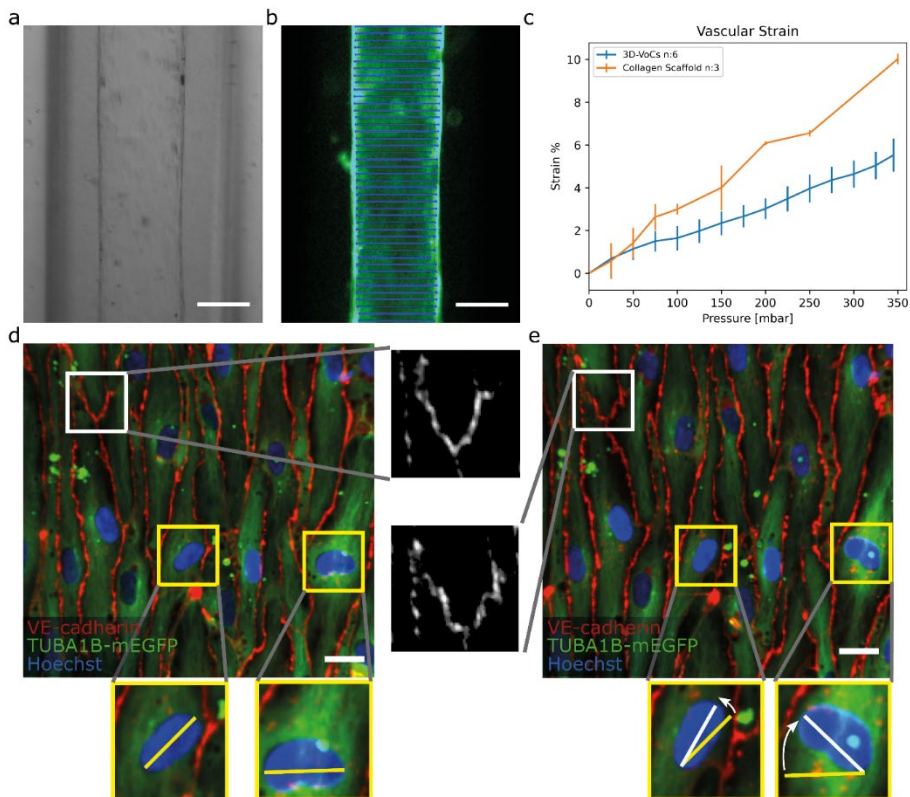 a
b
c
Vascular Strain
3D-VoCs n:6
Collagen Scaffold n:3
10
8
6
4
2
0
Strain %
0 50 100 150 200 250 300 350
Pressure [mbar]
d
e
VE-cadherin
TUBA1B-mEGFP
Hoechst
VE-cadherin
TUBA1B-mEGFP
Hoechst